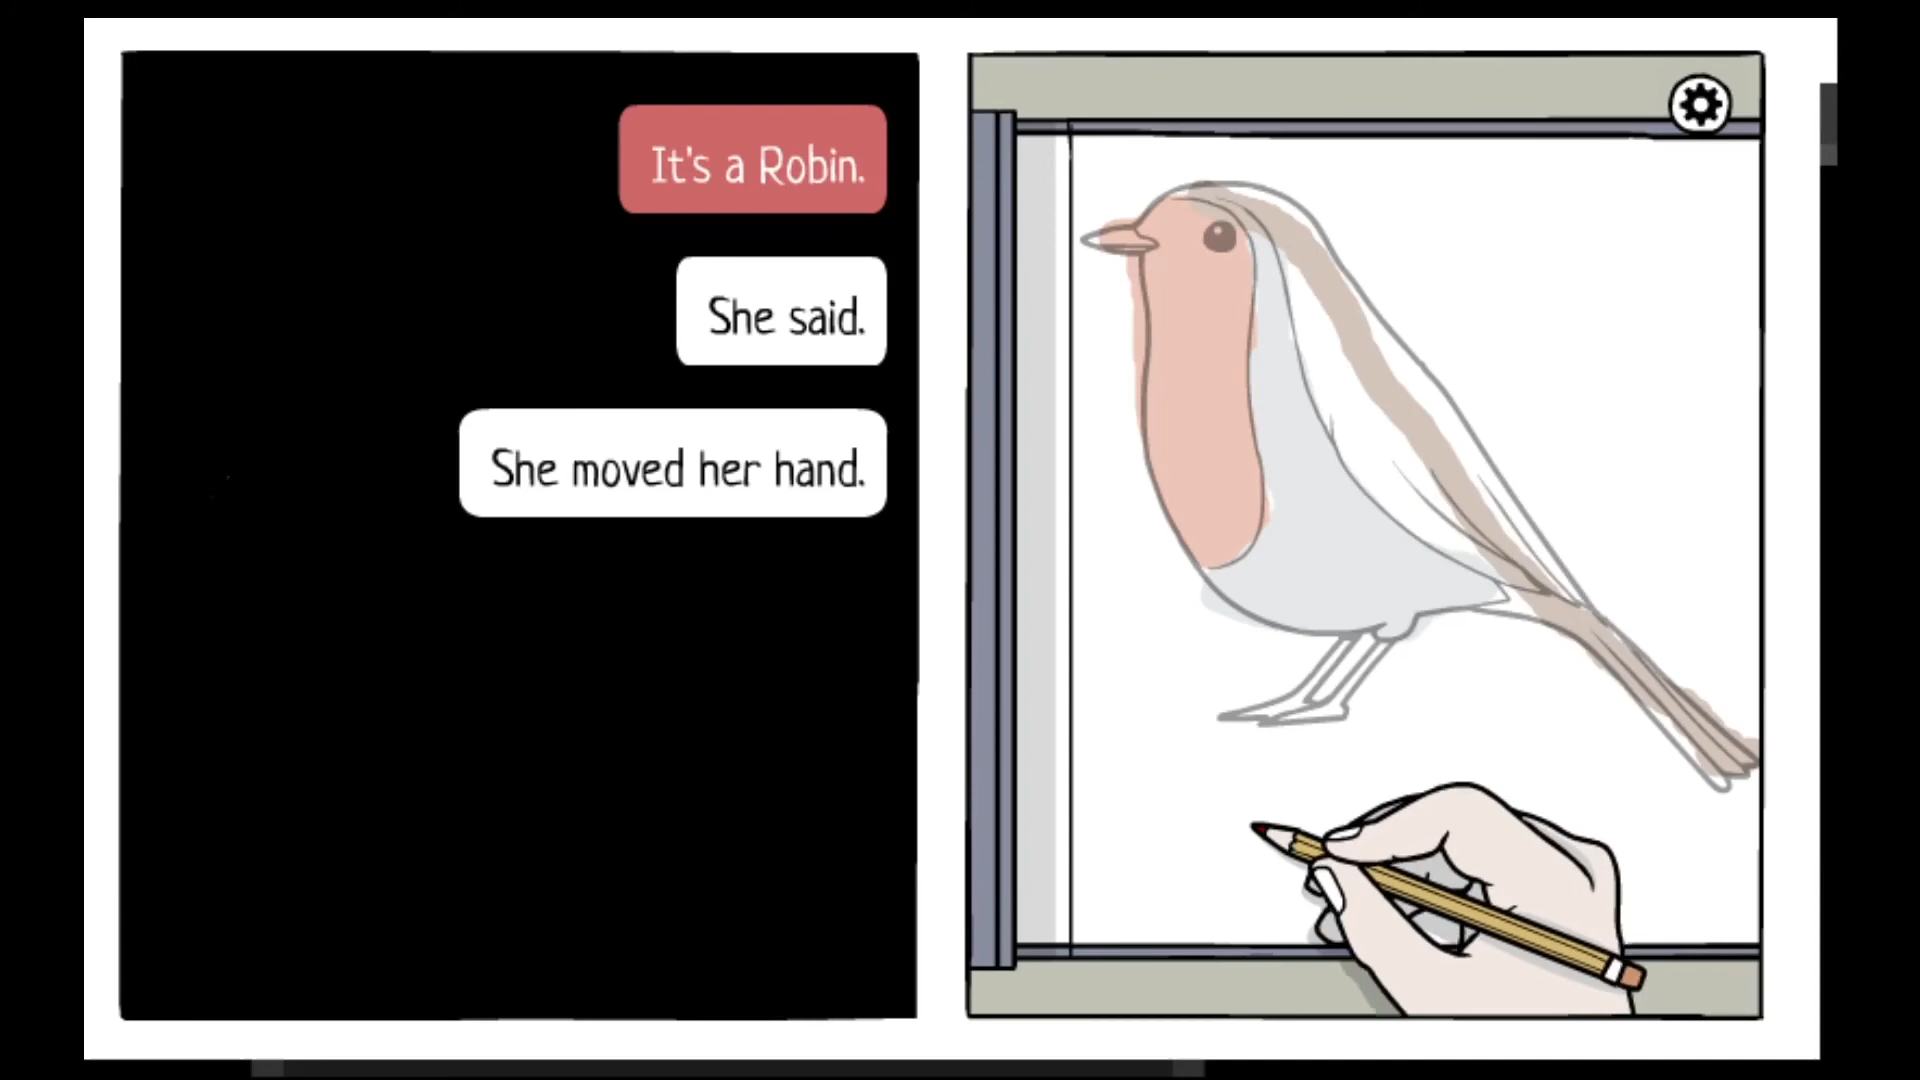 It's a Robin.
She said.
She moved her hand.